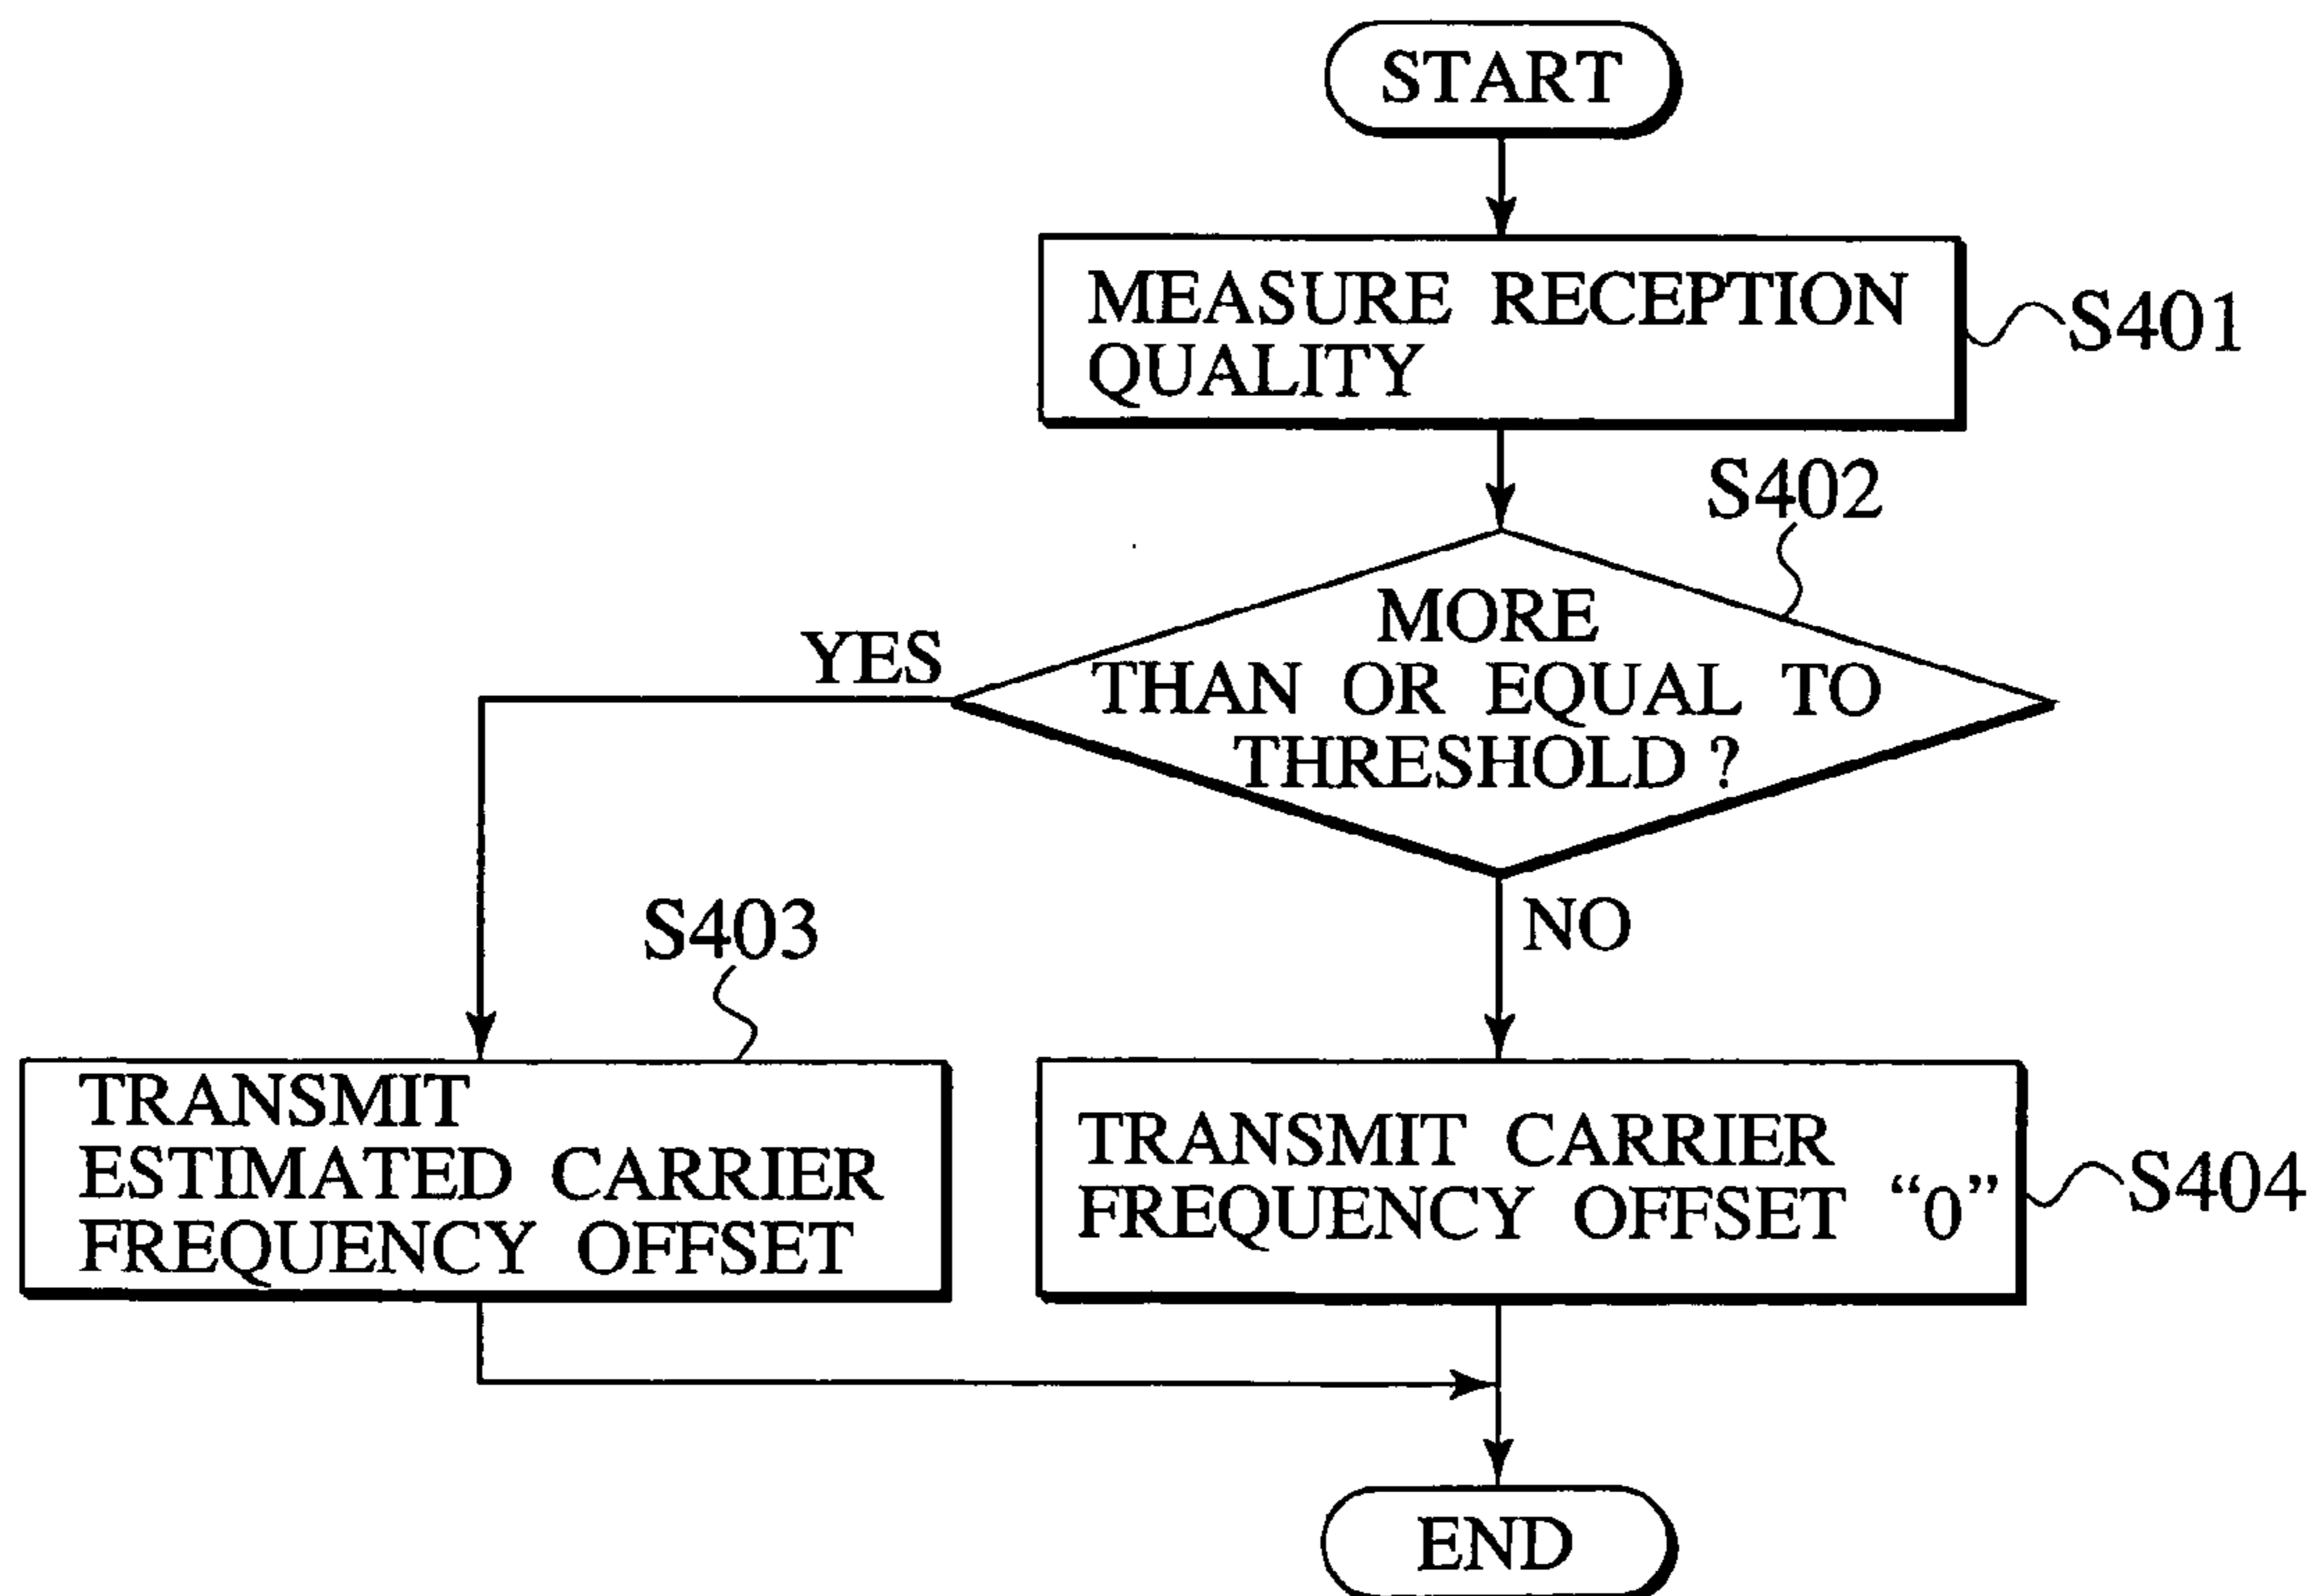 START
MEASURE RECEPTION
QUALITY
S401
S402
MORE
THAN OR EQUAL TO
THRESHOLD ?
YES
NO
S403
TRANSMIT
ESTIMATED CARRIER
FREQUENCY OFFSET
TRANSMIT CARRIER
FREQUENCY OFFSET “0”
S404
END